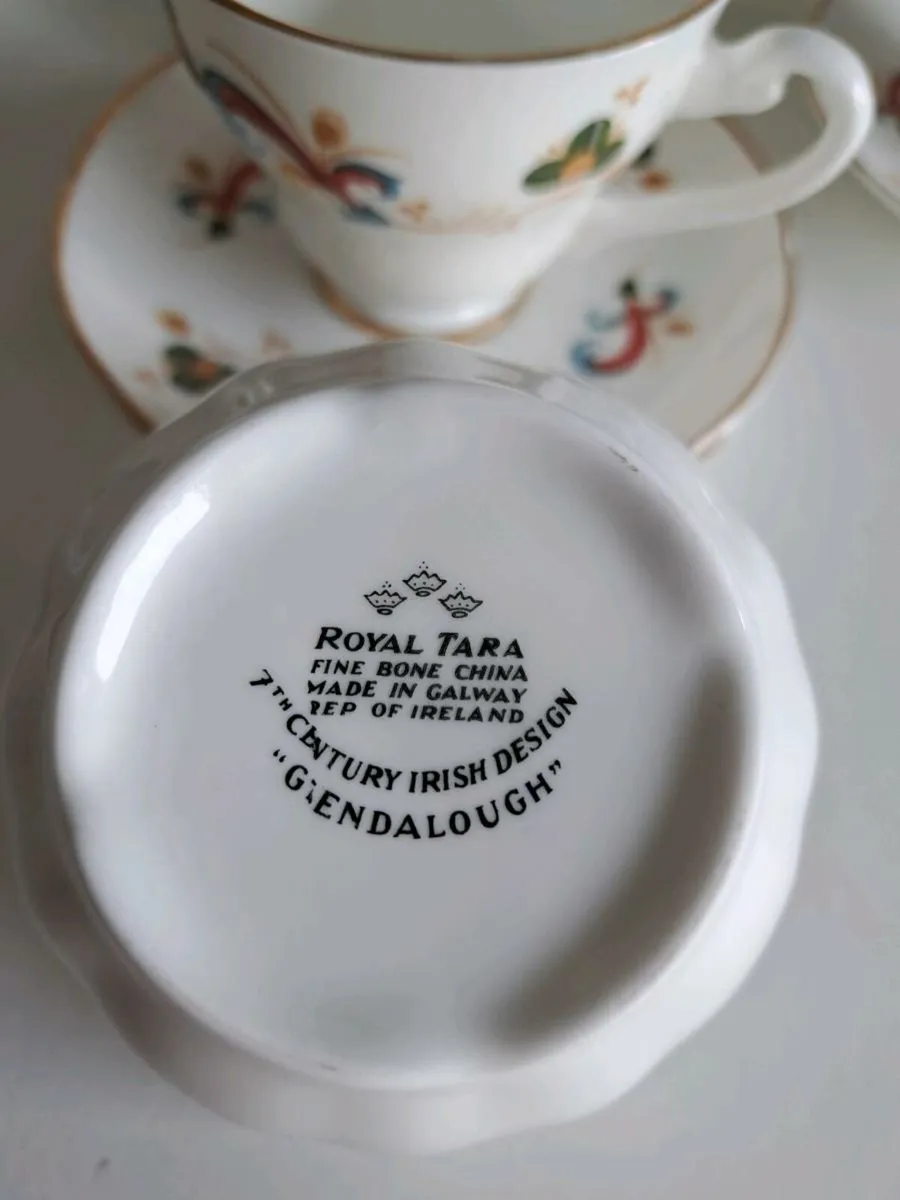 ROYAL TARA
FINE BONE CHINA
MADE IN GALWAY
REP OF IRELAND
7TH CENTURY IRISH DESIGN
"GLENDALOUGH"